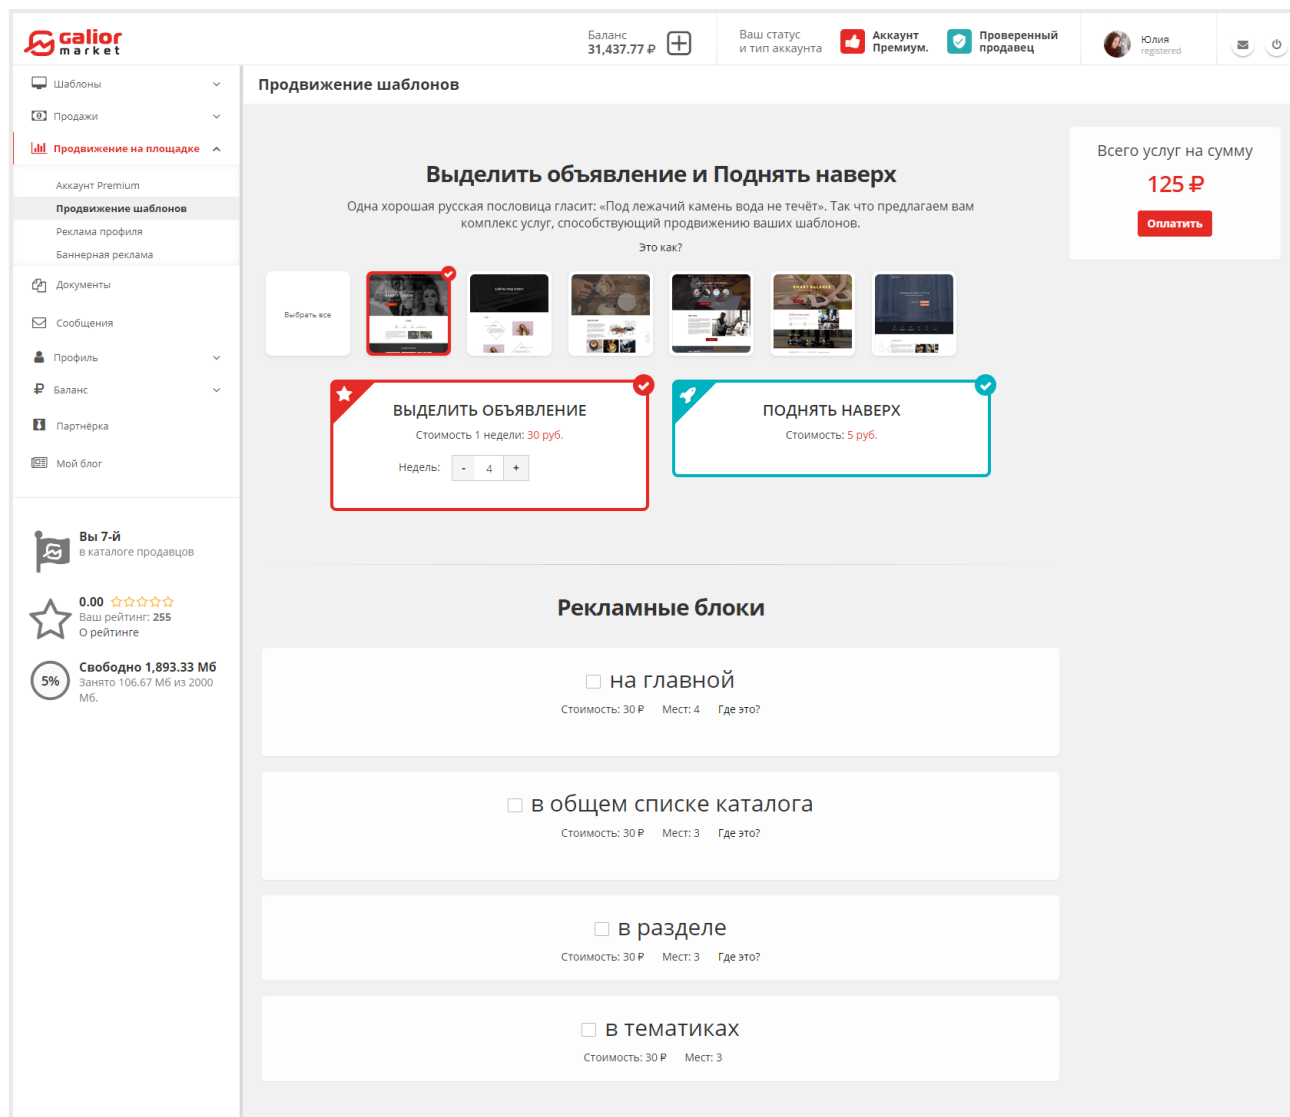 Galior
market
Баланс
31,437.77 ₽
Ваш статус
и тип аккаунта
Аккаунт
Премиум.
Проверенный
продавец
Юлия
registered
Шаблоны
Продажи
Продвижение на площадке
Аккаунт Premium
Продвижение шаблонов
Реклама профиля
Баннерная реклама
Документы
Сообщения
Профиль
Баланс
Партнёрка
Мой блог
Вы 7-й
в каталоге продавцов
0.00
Ваш рейтинг: 255
О рейтинге
5%
Свободно 1,893.33 Мб
Занято 106.67 Мб из 2000
Мб.
Продвижение шаблонов
Выделить объявление и Поднять наверх
Одна хорошая русская пословица гласит: «Под лежачий камень вода не течёт». Так что предлагаем вам
комплекс услуг, способствующий продвижению ваших шаблонов.
Это как?
Выбрать все
SMART BALANCE
ВЫДЕЛИТЬ ОБЪЯВЛЕНИЕ
Стоимость 1 недели: 30 руб.
Недель: - 4 +
ПОДНЯТЬ НАВЕРХ
Стоимость: 5 руб.
Рекламные блоки
на главной
Стоимость: 30 ₽ Мест: 4 Где это?
в общем списке каталога
Стоимость: 30 ₽ Мест: 3 Где это?
в разделе
Стоимость: 30 ₽ Мест: 3 Где это?
в тематиках
Стоимость: 30 ₽ Мест: 3
Всего услуг на сумму
125 ₽
Оплатить